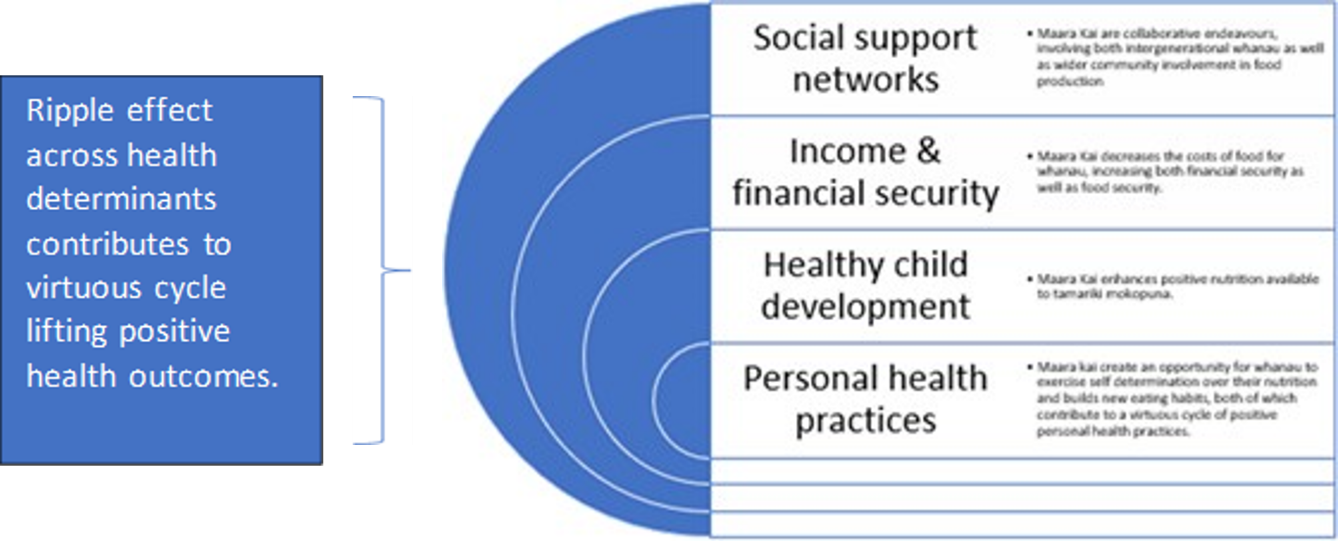 Ripple effect
across health
determinants
contributes to
virtuous cycle
lifting positive
health outcomes.
Social support
networks
• Maara Kai are collaborative endeavours,
involving both intergenerational whanau as well
as wider community involvement in food
production
Income &
financial security
• Maara Kai decreases the costs of food for
whanau, increasing both financial security as
well as food security.
Healthy child
development
• Maara Kai enhances positive nutrition available
to tamariki mokopuna.
Personal health
practices
• Maara kai create an opportunity for whanau to
exercise self determination over their nutrition
and builds new eating habits, both of which
contribute to a virtuous cycle of positive
personal health practices.